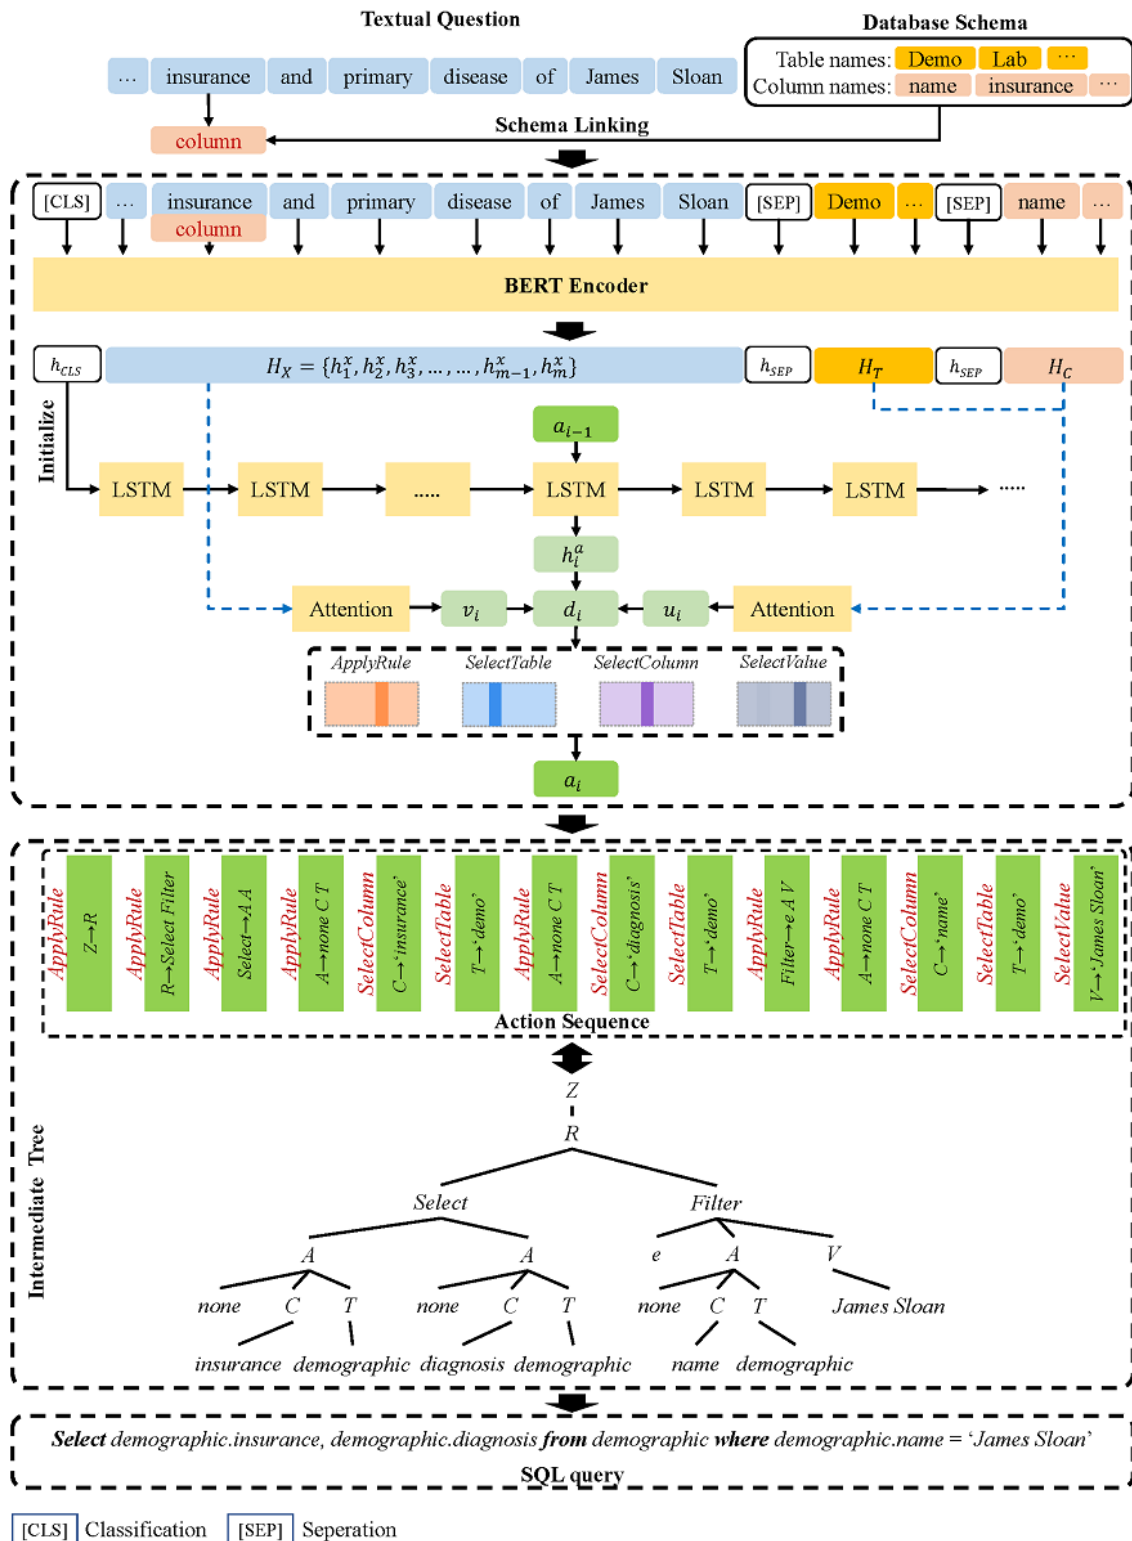 Textual Question
Database Schema
Table names: Demo Lab ...
Column names: name insurance ...
... insurance and primary disease of James Sloan
column
Schema Linking
[CLS] ... insurance and primary disease of James Sloan [SEP] Demo ... [SEP] name ...
column
BERT Encoder
h_CLS H_X = {h_1^x, h_2^x, h_3^x, ..., ..., h_{m-1}^x, h_m^x} h_SEP H_T h_SEP H_C
Initialize
a_{i-1}
LSTM LSTM ..... LSTM LSTM LSTM .....
h_i^a
Attention v_i d_i u_i Attention
ApplyRule SelectTable SelectColumn SelectValue
a_i
ApplyRule Z→R
ApplyRule R→Select Filter
ApplyRule Select→A A
ApplyRule A→none C T
SelectColumn C→‘insurance’
SelectTable T→‘demo’
ApplyRule A→none C T
SelectColumn C→‘diagnosis’
SelectTable T→‘demo’
ApplyRule Filter→e A V
ApplyRule A→none C T
SelectColumn C→‘name’
SelectTable T→‘demo’
SelectValue V→‘James Sloan’
Action Sequence
Intermediate Tree
Z
R
Select Filter
A A e A V
none C T none C T none C T James Sloan
insurance demographic diagnosis demographic name demographic
Select demographic.insurance, demographic.diagnosis from demographic where demographic.name = ‘James Sloan’
SQL query
[CLS] Classification [SEP] Seperation